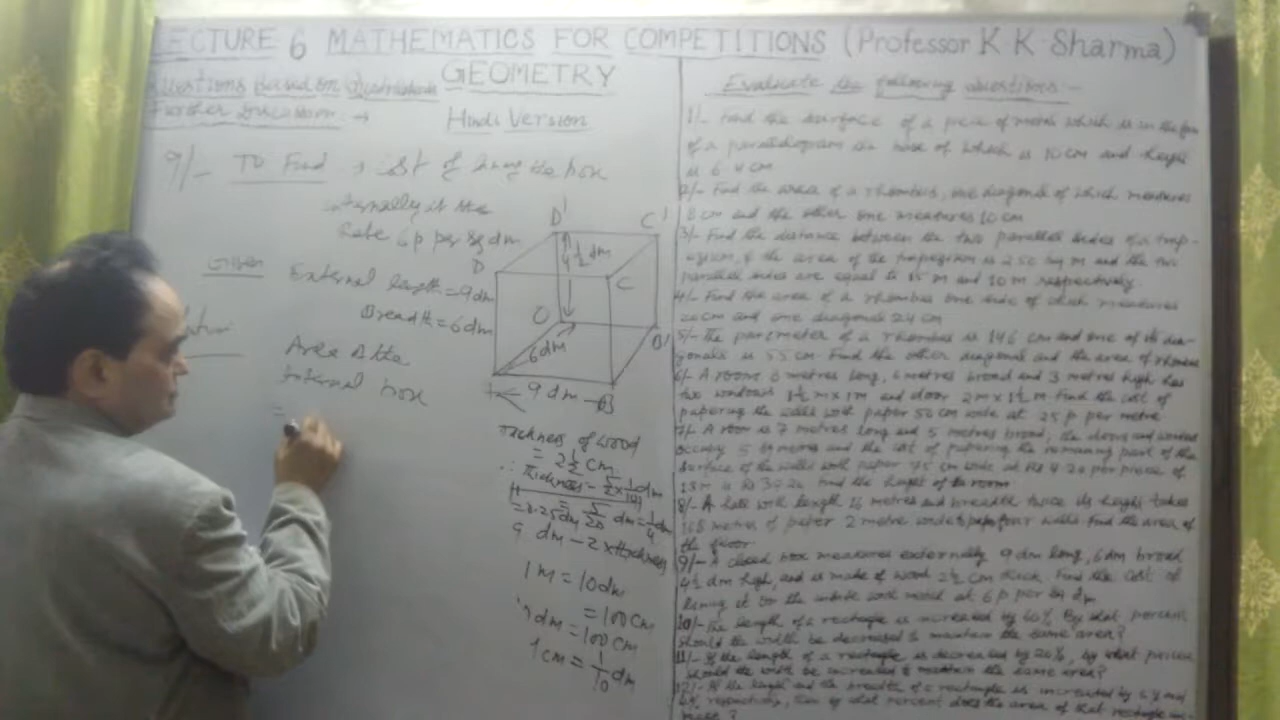 LECTURE 6 MATHEMATICS FOR COMPETITIONS (Professor K K Sharma)
GEOMETRY
Questions Based on
Further Discussion :→
Hindi Version
9/- To Find , Cost of lining the box
internally at the
Rate 6p per sq dm
Given External length = 9 dm
Breadth = 6 dm
Area of the
Internal box
=
D' C'
D C
O B'
B
4½ dm
6 dm
9 dm
Thickness of wood
= 2½ cm
∴ Thickness = 5/2 × 1/10 dm
= 0.25 dm 5/20 dm = 1/4 dm
9 dm - 2 × thickness
1 M = 10 dm
= 100 cm
10 dm = 100 cm
1 cm = 1/10 dm
Evaluate the following questions :-
1/- Find the surface of a piece of metal which is in the form
of a parallelogram the base of which is 10 cm and height
is 6.4 cm
2/- Find the area of a rhombus, one diagonal of which measures
8 cm and the other one measures 10 cm
3/- Find the distance between the two parallel sides of a trap-
ezium, if the area of the trapezium is 250 sq m and the two
parallel sides are equal to 15 m and 10 m respectively
4/- Find the area of a rhombus one side of which measures
20 cm and one diagonal 24 cm
5/- The perimeter of a rhombus is 146 cm and one of its dia-
gonals is 55 cm Find the other diagonal and the area of rhombus
6/- A room 8 metres long, 6 metres broad and 3 metres high has
two windows 1½ m × 1 m and door 2 m × 1½ m Find the cost of
papering the walls with paper 50 cm wide at 25 p per metre
7/- A room is 7 metres long and 5 metres broad, the doors and windows
occupy 5 sq metres and the cost of papering the remaining part of the
surface of the walls with paper 75 cm wide at Rs 4.20 per piece of
13 m is Rs 39.20 Find the height of the room
8/- A hall with length 16 metres and breadth twice its height takes
168 metres of paper 2 metre wide four walls. Find the area of
the floor
9/- A closed box measures externally 9 dm long, 6 dm broad
4½ dm high, and is made of wood 2½ cm thick. Find the cost of
lining it on the inside with metal at 6 p per sq dm
10/- The length of a rectangle is increased by 60% By what percent
should the width be decreased to maintain the same area?
11/- If the length of a rectangle is decreased by 20%, by what percent
should the width be increased to maintain the same area?
12/- If the length and the breadth of a rectangle is increased by
respectively, then by what percent does the area of that rectangle